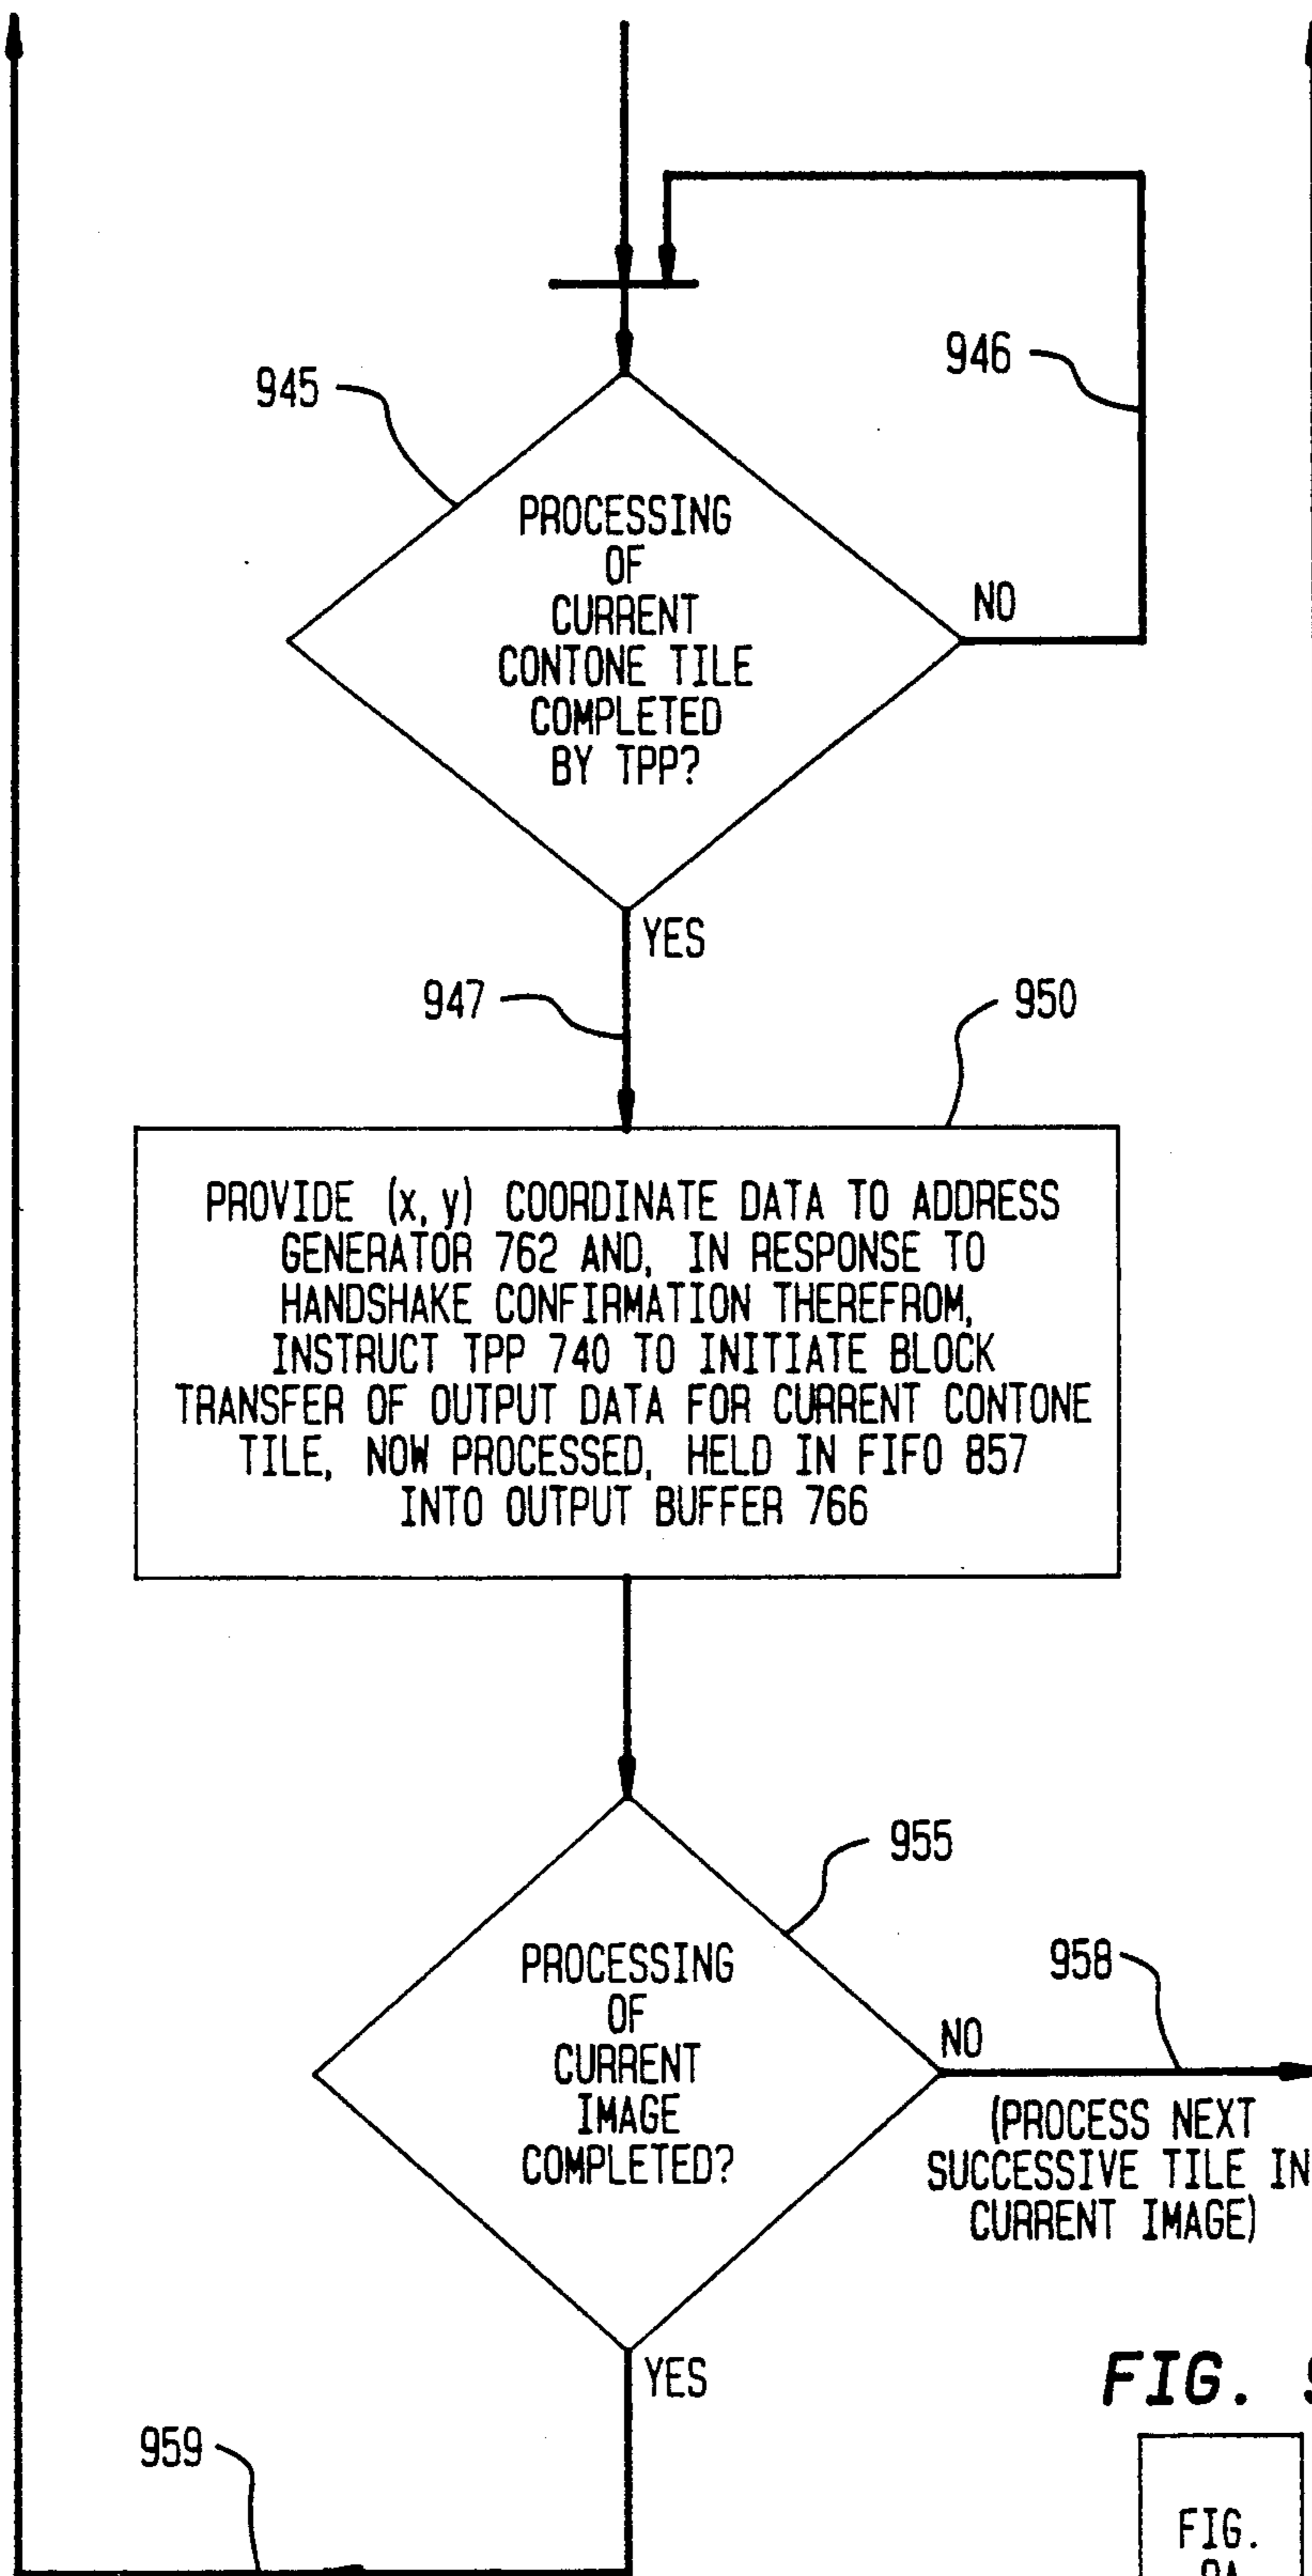 946
945
PROCESSING
OF
CURRENT
CONTONE TILE
COMPLETED
BY TPP?
NO
YES
947
950
PROVIDE (x, y) COORDINATE DATA TO ADDRESS
GENERATOR 762 AND, IN RESPONSE TO
HANDSHAKE CONFIRMATION THEREFROM,
INSTRUCT TPP 740 TO INITIATE BLOCK
TRANSFER OF OUTPUT DATA FOR CURRENT CONTONE
TILE, NOW PROCESSED, HELD IN FIFO 857
INTO OUTPUT BUFFER 766
955
PROCESSING
OF
CURRENT
IMAGE
COMPLETED?
958
NO
(PROCESS NEXT
SUCCESSIVE TILE IN
CURRENT IMAGE)
YES
FIG.
959
FIG.